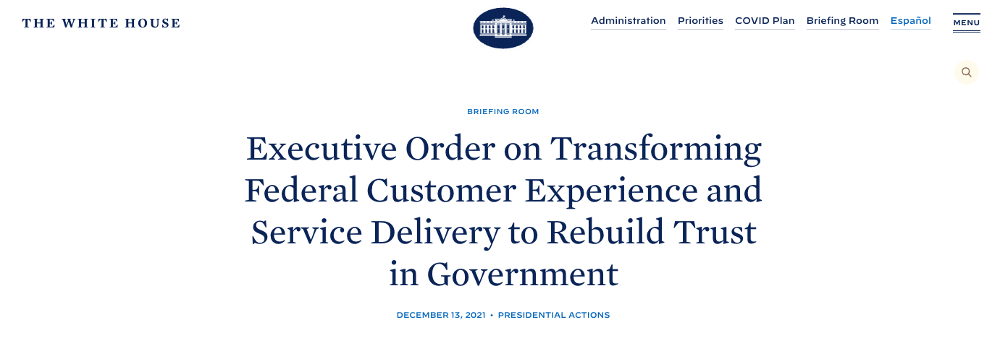 THE WHITE HOUSE
Administration Priorities COVID Plan Briefing Room Español MENU
BRIEFING ROOM
Executive Order on Transforming
Federal Customer Experience and
Service Delivery to Rebuild Trust
in Government
DECEMBER 13, 2021 • PRESIDENTIAL ACTIONS